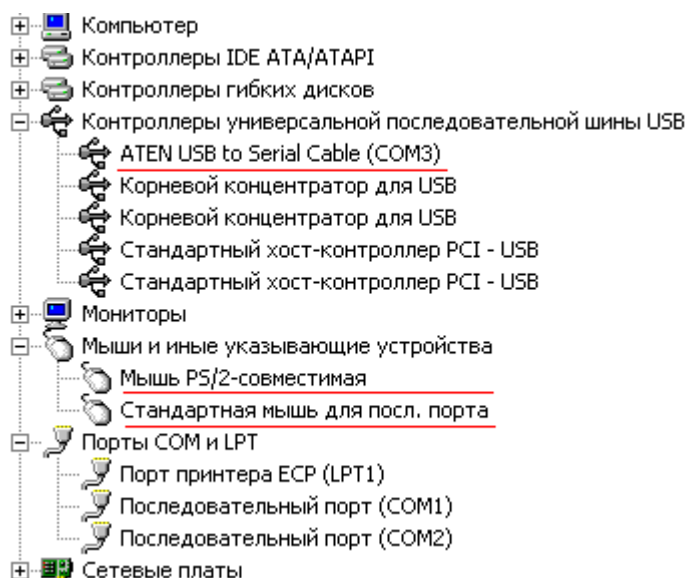 Компьютер
Контроллеры IDE ATA/ATAPI
Контроллеры гибких дисков
Контроллеры универсальной последовательной шины USB
ATEN USB to Serial Cable (COM3)
Корневой концентратор для USB
Корневой концентратор для USB
Стандартный хост-контроллер PCI - USB
Стандартный хост-контроллер PCI - USB
Мониторы
Мыши и иные указывающие устройства
Мышь PS/2-совместимая
Стандартная мышь для посл. порта
Порты COM и LPT
Порт принтера ECP (LPT1)
Последовательный порт (COM1)
Последовательный порт (COM2)
Сетевые платы